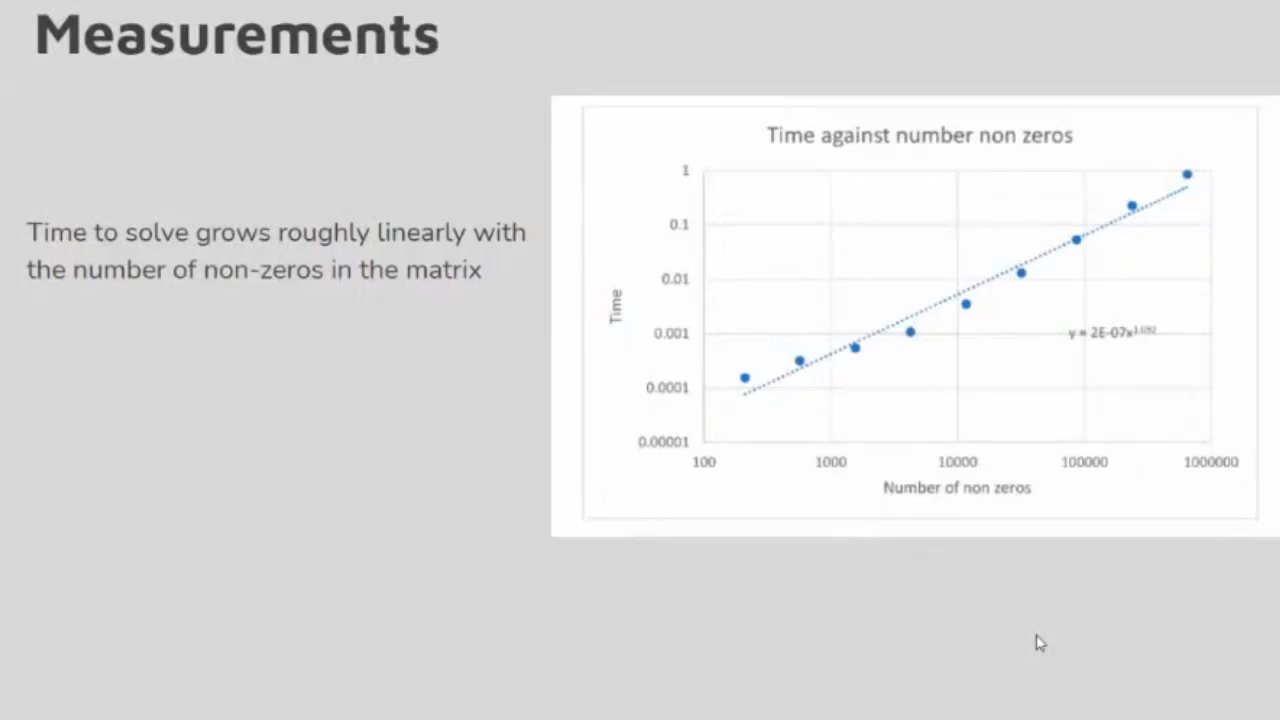 Measurements
Time to solve grows roughly linearly with
the number of non-zeros in the matrix
Time against number non zeros
1
0.1
0.01
0.001
0.0001
0.00001
Time
y = 2E-07x
100 1000 10000 100000 1000000
Number of non zeros